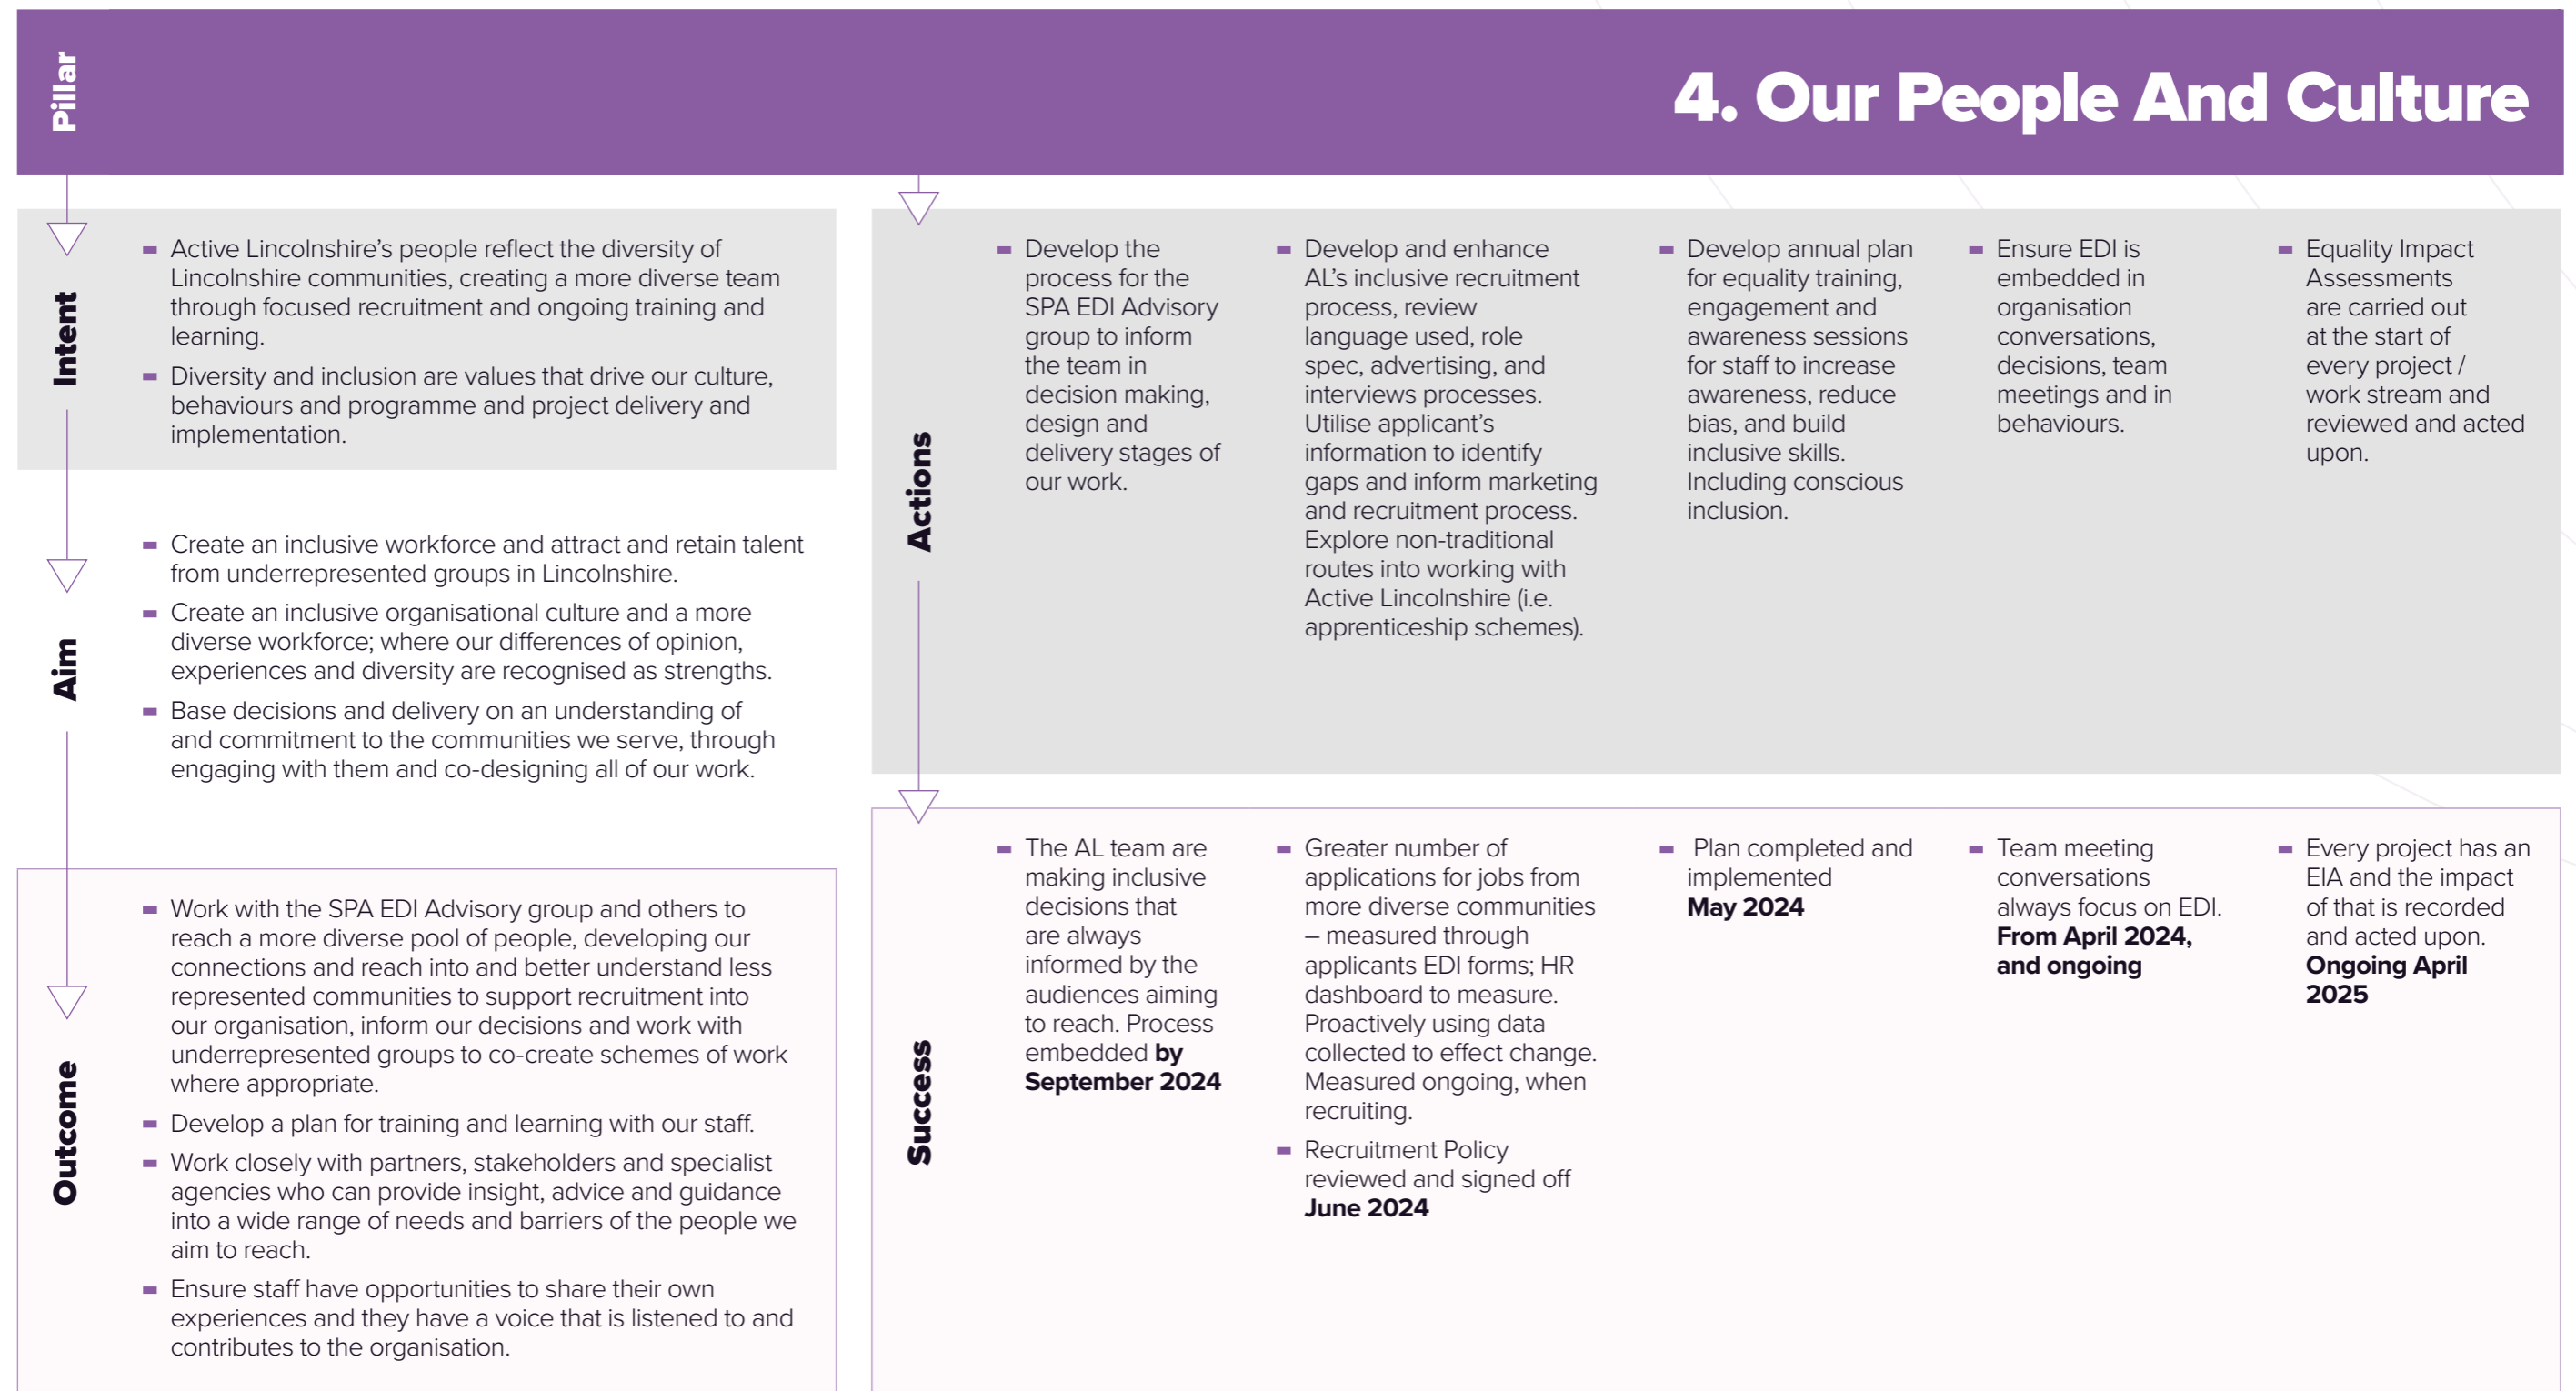 Pillar
4. Our People And Culture
Intent
- Active Lincolnshire’s people reflect the diversity of
Lincolnshire communities, creating a more diverse team
through focused recruitment and ongoing training and
learning.
- Diversity and inclusion are values that drive our culture,
behaviours and programme and project delivery and
implementation.
Aim
- Create an inclusive workforce and attract and retain talent
from underrepresented groups in Lincolnshire.
- Create an inclusive organisational culture and a more
diverse workforce; where our differences of opinion,
experiences and diversity are recognised as strengths.
- Base decisions and delivery on an understanding of
and commitment to the communities we serve, through
engaging with them and co-designing all of our work.
Outcome
- Work with the SPA EDI Advisory group and others to
reach a more diverse pool of people, developing our
connections and reach into and better understand less
represented communities to support recruitment into
our organisation, inform our decisions and work with
underrepresented groups to co-create schemes of work
where appropriate.
- Develop a plan for training and learning with our staff.
- Work closely with partners, stakeholders and specialist
agencies who can provide insight, advice and guidance
into a wide range of needs and barriers of the people we
aim to reach.
- Ensure staff have opportunities to share their own
experiences and they have a voice that is listened to and
contributes to the organisation.
Actions
- Develop the
process for the
SPA EDI Advisory
group to inform
the team in
decision making,
design and
delivery stages of
our work.
- Develop and enhance
AL’s inclusive recruitment
process, review
language used, role
spec, advertising, and
interviews processes.
Utilise applicant’s
information to identify
gaps and inform marketing
and recruitment process.
Explore non-traditional
routes into working with
Active Lincolnshire (i.e.
apprenticeship schemes).
- Develop annual plan
for equality training,
engagement and
awareness sessions
for staff to increase
awareness, reduce
bias, and build
inclusive skills.
Including conscious
inclusion.
- Ensure EDI is
embedded in
organisation
conversations,
decisions, team
meetings and in
behaviours.
- Equality Impact
Assessments
are carried out
at the start of
every project /
work stream and
reviewed and acted
upon.
Success
- The AL team are
making inclusive
decisions that
are always
informed by the
audiences aiming
to reach. Process
embedded by
September 2024
- Greater number of
applications for jobs from
more diverse communities
– measured through
applicants EDI forms; HR
dashboard to measure.
Proactively using data
collected to effect change.
Measured ongoing, when
recruiting.
- Recruitment Policy
reviewed and signed off
June 2024
- Plan completed and
implemented
May 2024
- Team meeting
conversations
always focus on EDI.
From April 2024,
and ongoing
- Every project has an
EIA and the impact
of that is recorded
and acted upon.
Ongoing April
2025